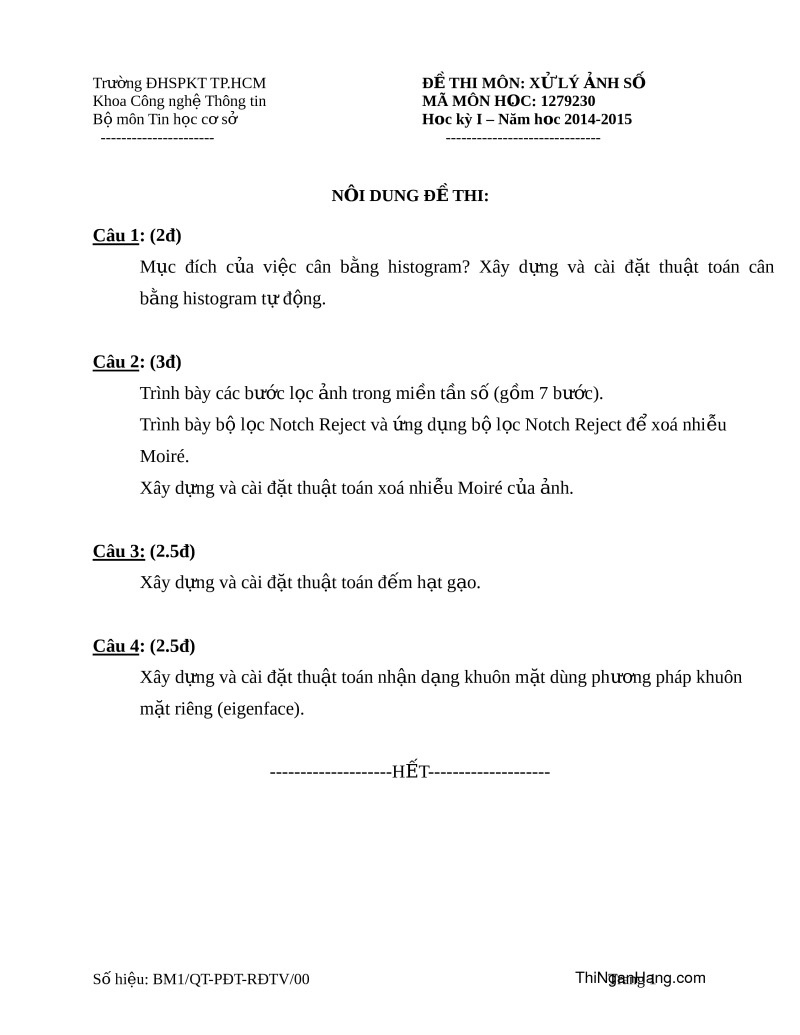 Trường ĐHSPKT TP.HCM
Khoa Công nghệ Thông tin
Bộ môn Tin học cơ sở
----------------------
ĐỀ THI MÔN: XỬ LÝ ẢNH SỐ
MÃ MÔN HỌC: 1279230
Học kỳ I – Năm học 2014-2015
------------------------------
NỘI DUNG ĐỀ THI:
Câu 1: (2đ)
Mục đích của việc cân bằng histogram? Xây dựng và cài đặt thuật toán cân
bằng histogram tự động.
Câu 2: (3đ)
Trình bày các bước lọc ảnh trong miền tần số (gồm 7 bước).
Trình bày bộ lọc Notch Reject và ứng dụng bộ lọc Notch Reject để xoá nhiễu
Moiré.
Xây dựng và cài đặt thuật toán xoá nhiễu Moiré của ảnh.
Câu 3: (2.5đ)
Xây dựng và cài đặt thuật toán đếm hạt gạo.
Câu 4: (2.5đ)
Xây dựng và cài đặt thuật toán nhận dạng khuôn mặt dùng phương pháp khuôn
mặt riêng (eigenface).
--------------------HẾT--------------------
Số hiệu: BM1/QT-PĐT-RĐTV/00
Trang 1
ThiNganHang.com